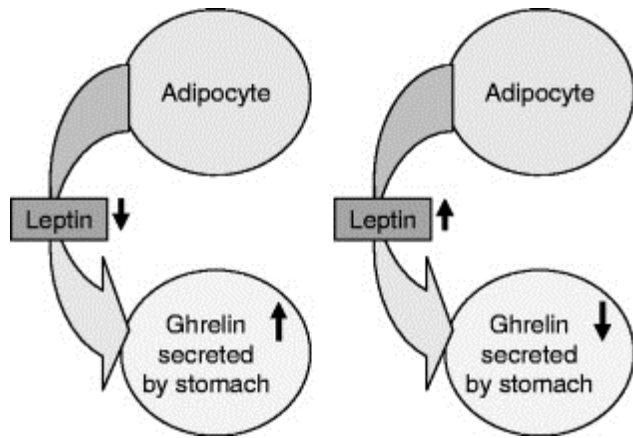 Adipocyte
Leptin
Ghrelin
secreted
by stomach
Adipocyte
Leptin
Ghrelin
secreted
by stomach